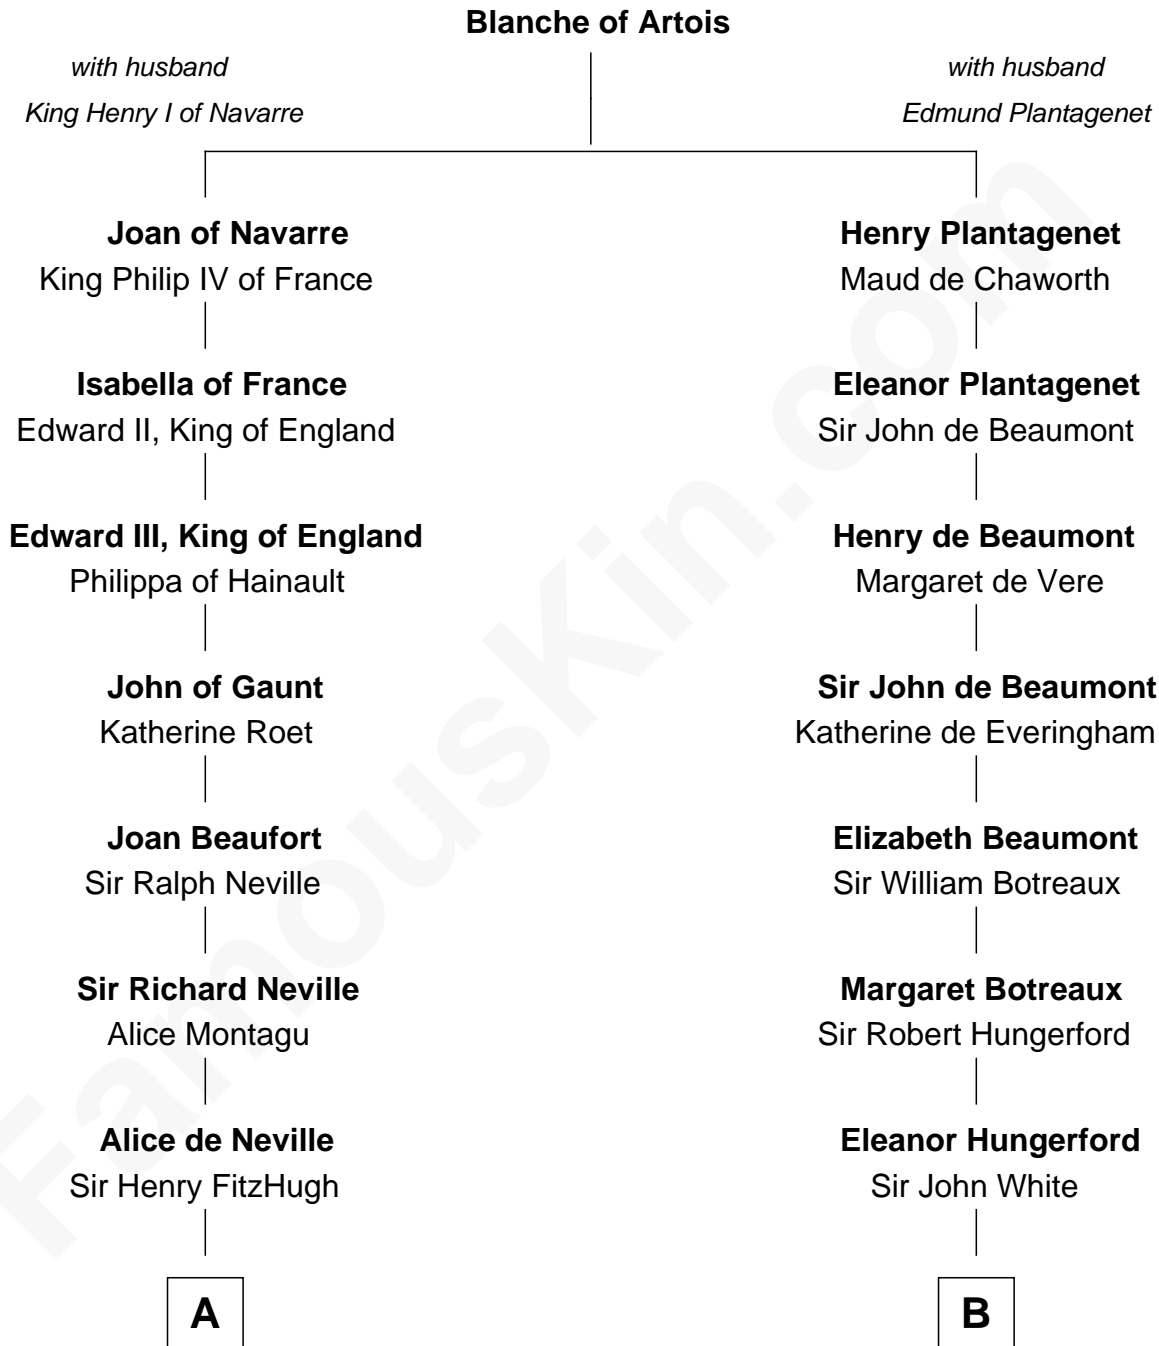 Blanche of Artois
with husband
King Henry I of Navarre
with husband
Edmund Plantagenet
Joan of Navarre
King Philip IV of France
Henry Plantagenet
Maud de Chaworth
Isabella of France
Edward II, King of England
Eleanor Plantagenet
Sir John de Beaumont
Edward III, King of England
Philippa of Hainault
Henry de Beaumont
Margaret de Vere
John of Gaunt
Katherine Roet
Sir John de Beaumont
Katherine de Everingham
Joan Beaufort
Sir Ralph Neville
Elizabeth Beaumont
Sir William Botreaux
Sir Richard Neville
Alice Montagu
Margaret Botreaux
Sir Robert Hungerford
Alice de Neville
Sir Henry FitzHugh
Eleanor Hungerford
Sir John White
A
B
FamousKin.com